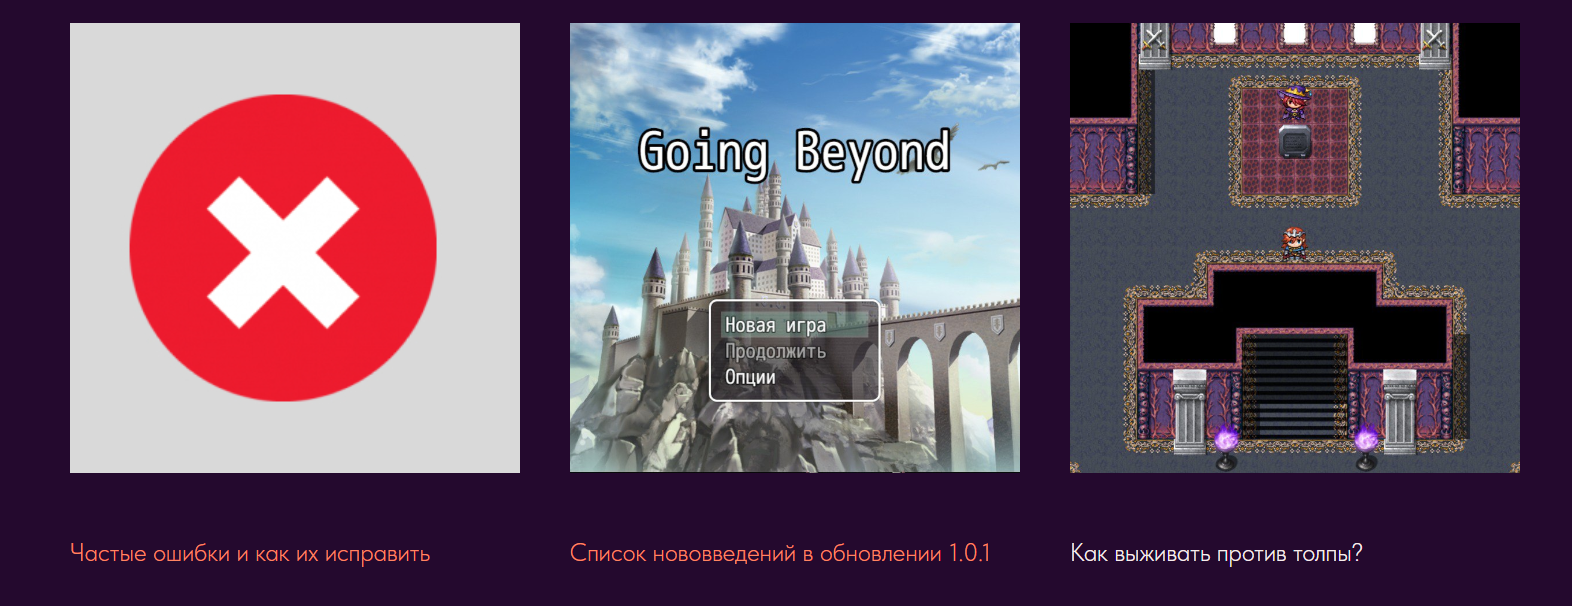 Going Beyond
Новая игра
Продолжить
Опции
Частые ошибки и как их исправить
Список нововведений в обновлении 1.0.1
Как выживать против толпы?